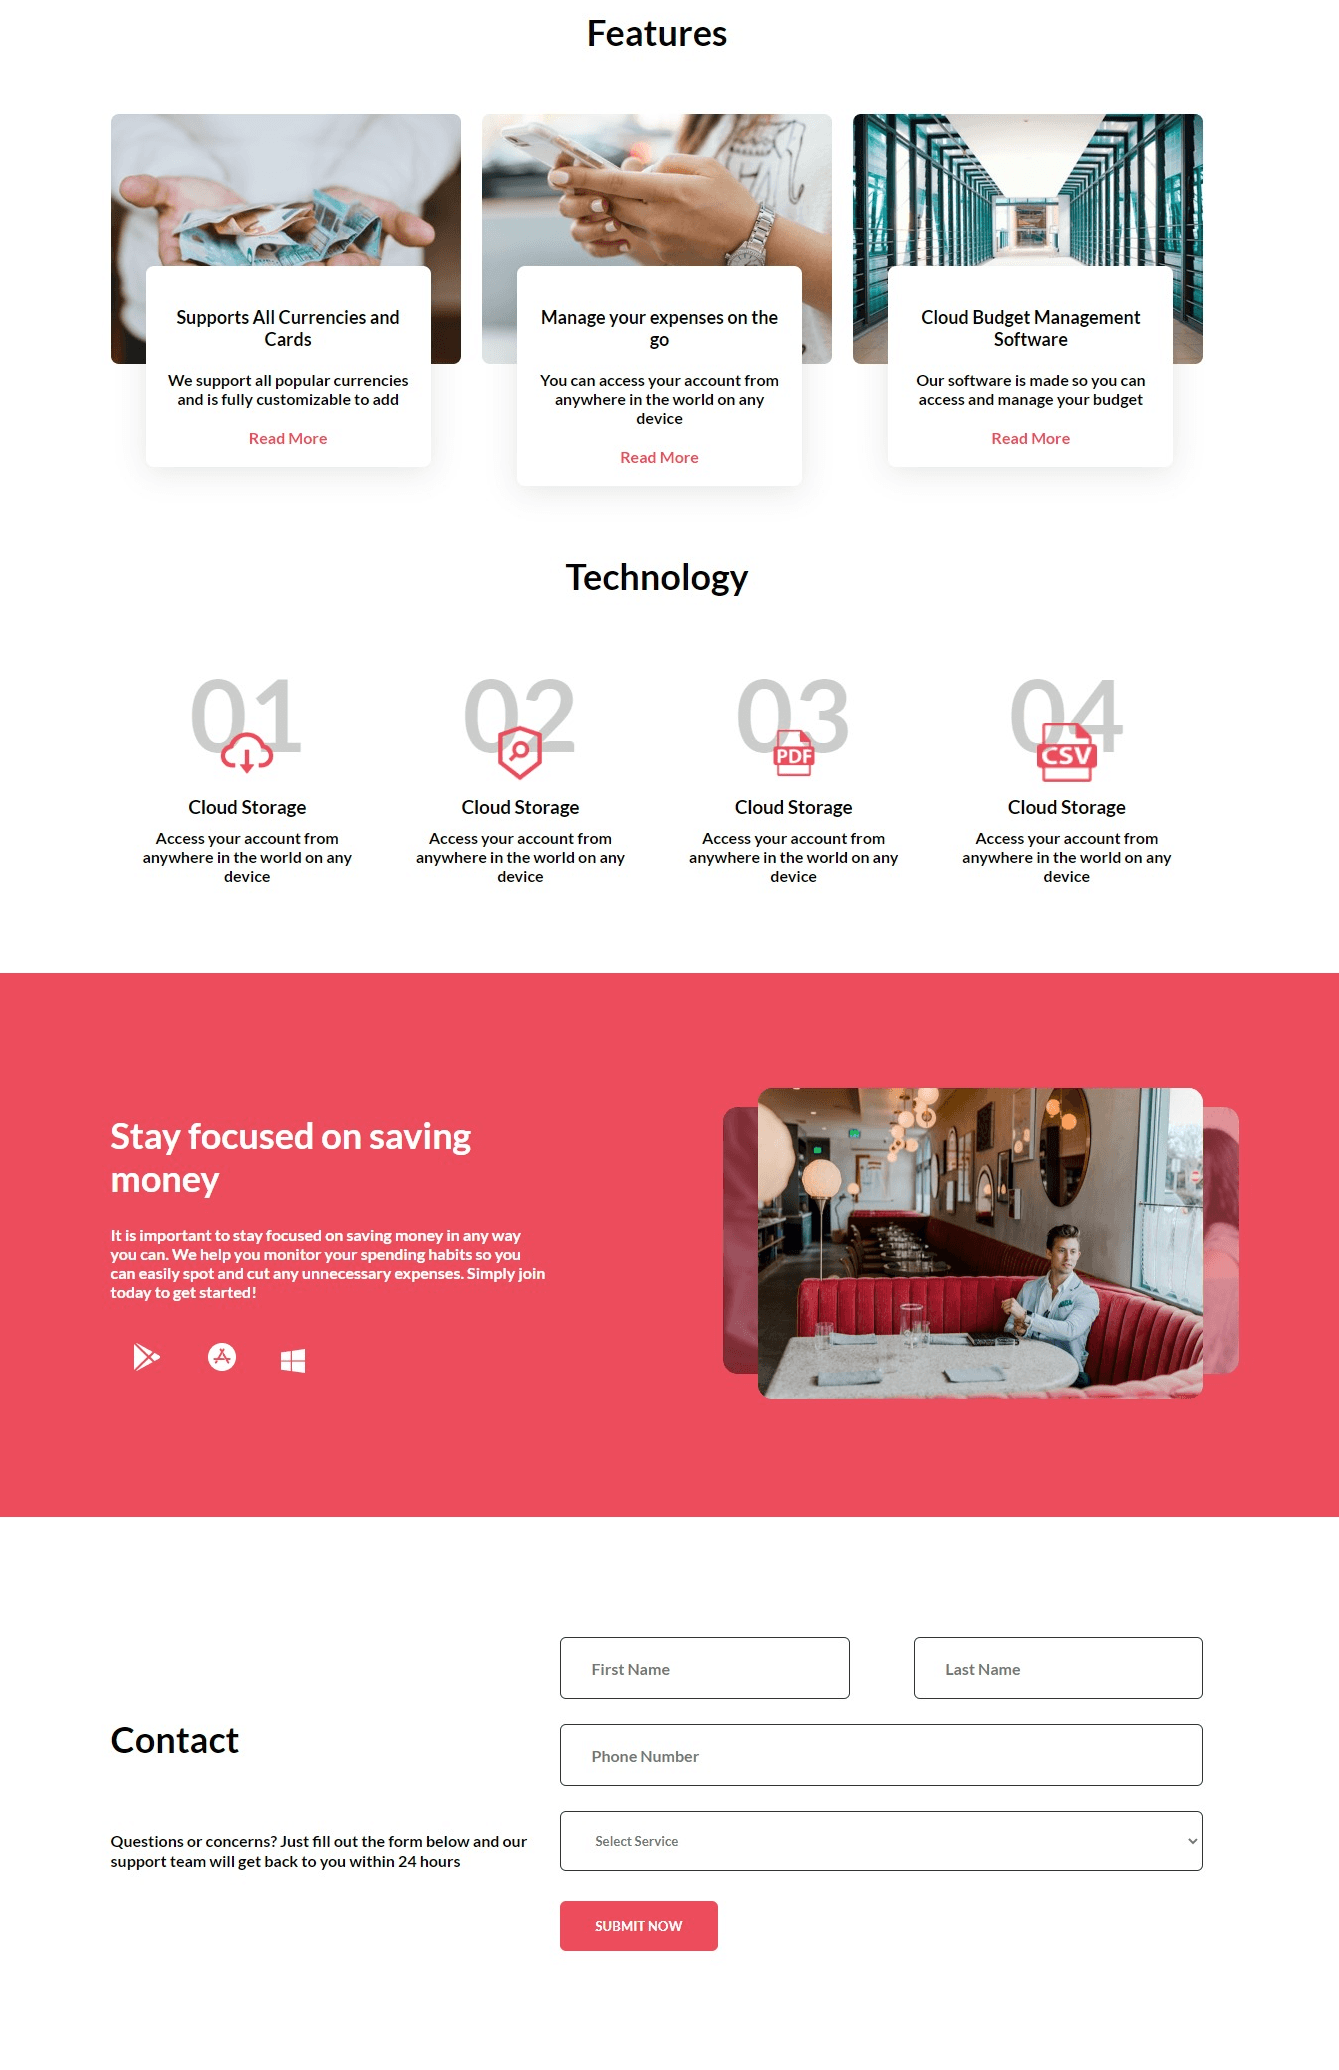 Features
Supports All Currencies and
Cards
We support all popular currencies
and is fully customizable to add
Read More
Manage your expenses on the
go
You can access your account from
anywhere in the world on any
device
Read More
Cloud Budget Management
Software
Our software is made so you can
access and manage your budget
Read More
Technology
01
Cloud Storage
Access your account from
anywhere in the world on any
device
02
Cloud Storage
Access your account from
anywhere in the world on any
device
03
PDF
Cloud Storage
Access your account from
anywhere in the world on any
device
04
CSV
Cloud Storage
Access your account from
anywhere in the world on any
device
Stay focused on saving
money
It is important to stay focused on saving money in any way
you can. We help you monitor your spending habits so you
can easily spot and cut any unnecessary expenses. Simply join
today to get started!
Contact
Questions or concerns? Just fill out the form below and our
support team will get back to you within 24 hours
First Name
Last Name
Phone Number
Select Service
SUBMIT NOW